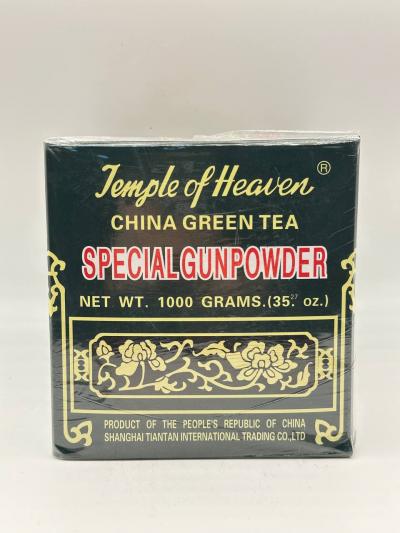 Temple of Heaven ®
CHINA GREEN TEA
SPECIAL GUNPOWDER
NET WT. 1000 GRAMS.(35.27 oz.)
PRODUCT OF THE PEOPLE'S REPUBLIC OF CHINA
SHANGHAI TIANTAN INTERNATIONAL TRADING CO.,LTD